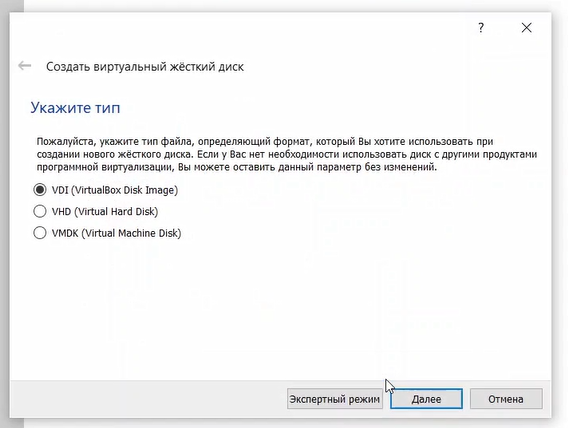 ?
Создать виртуальный жёсткий диск
Укажите тип
Пожалуйста, укажите тип файла, определяющий формат, который Вы хотите использовать при
создании нового жёсткого диска. Если у Вас нет необходимости использовать диск с другими продуктами
программной виртуализации, Вы можете оставить данный параметр без изменений.
VDI (VirtualBox Disk Image)
VHD (Virtual Hard Disk)
VMDK (Virtual Machine Disk)
Экспертный режим Далее Отмена